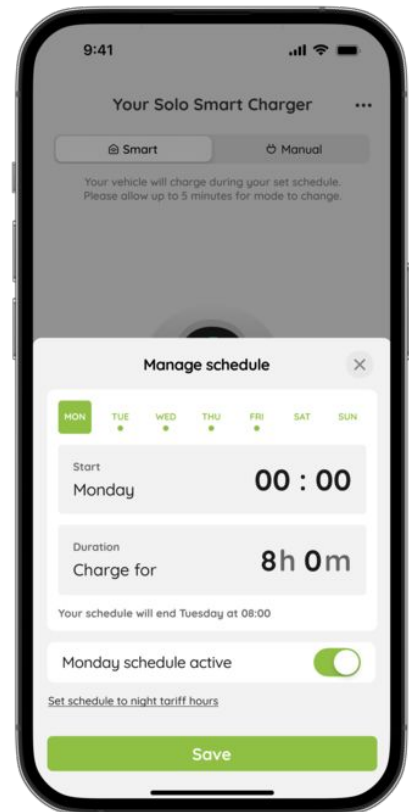 9:41
Your Solo Smart Charger ...
Smart Manual
Your vehicle will charge during your set schedule.
Please allow up to 5 minutes for mode to change.
Manage schedule
MON TUE WED THU FRI SAT SUN
Start
Monday 00 : 00
Duration
Charge for 8h 0m
Your schedule will end Tuesday at 08:00
Monday schedule active
Set schedule to night tariff hours
Save